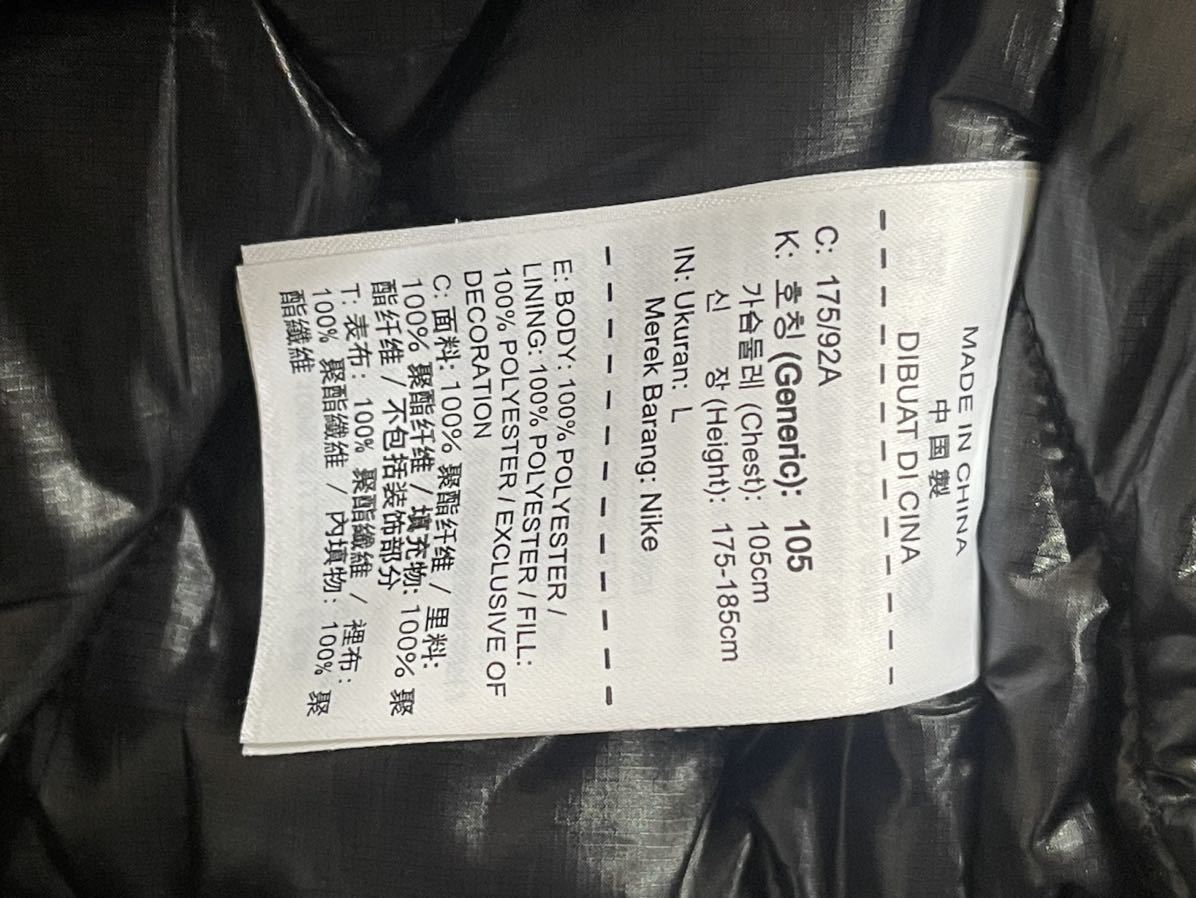 MADE IN CHINA
中国製
DIBUAT DI CINA
C: 175/92A
K: 호칭 (Generic): 105
가슴둘레 (Chest): 105cm
신 장 (Height): 175-185cm
IN: Ukuran: L
Merek Barang: Nike
E: BODY: 100% POLYESTER /
LINING: 100% POLYESTER / FILL:
100% POLYESTER / EXCLUSIVE OF
DECORATION
C: 面料: 100% 聚酯纤维 / 里料:
100% 聚酯纤维 / 填充物: 100% 聚
酯纤维 / 不包括装饰部分
T: 表布: 100% 聚酯纖維 / 裡布:
100% 聚酯纖維 / 內填物: 100% 聚
酯纖維